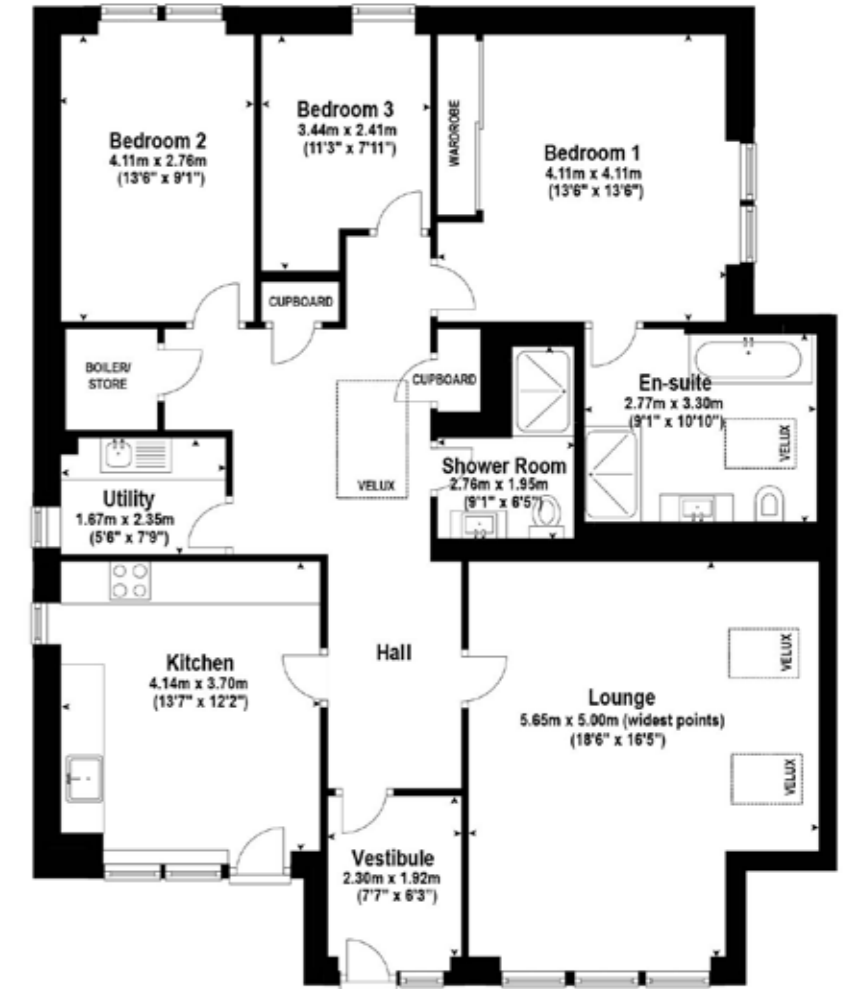 Bedroom 2
4.11m x 2.76m
(13'6" x 9'1")
Bedroom 3
3.44m x 2.41m
(11'3" x 7'11")
WARDROBE
Bedroom 1
4.11m x 4.11m
(13'6" x 13'6")
CUPBOARD
BOILER/
STORE
CUPBOARD
En-suite
2.77m x 3.30m
(9'1" x 10'10")
VELUX
VELUX
Shower Room
2.76m x 1.95m
(9'1" x 6'5")
Utility
1.67m x 2.35m
(5'6" x 7'9")
Kitchen
4.14m x 3.70m
(13'7" x 12'2")
Hall
Lounge
5.65m x 5.00m (widest points)
(18'6" x 16'5")
VELUX
VELUX
Vestibule
2.30m x 1.92m
(7'7" x 6'3")